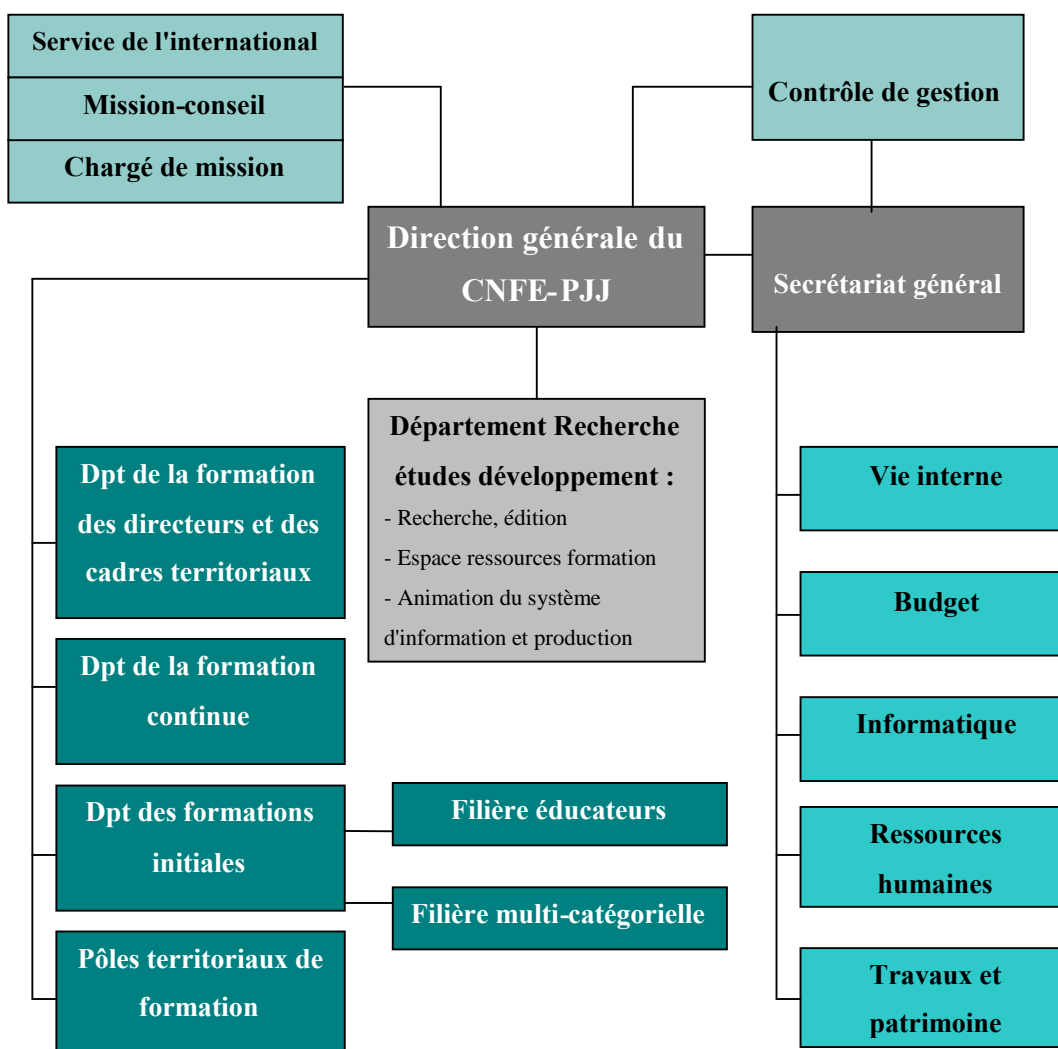 Service de l'international
Mission-conseil
Chargé de mission
Contrôle de gestion
Direction générale du
CNFE-PJJ
Secrétariat général
Département Recherche
études développement :
- Recherche, édition
- Espace ressources formation
- Animation du système
d'information et production
Dpt de la formation
des directeurs et des
cadres territoriaux
Dpt de la formation
continue
Dpt des formations
initiales
Pôles territoriaux de
formation
Filière éducateurs
Filière multi-catégorielle
Vie interne
Budget
Informatique
Ressources
humaines
Travaux et
patrimoine